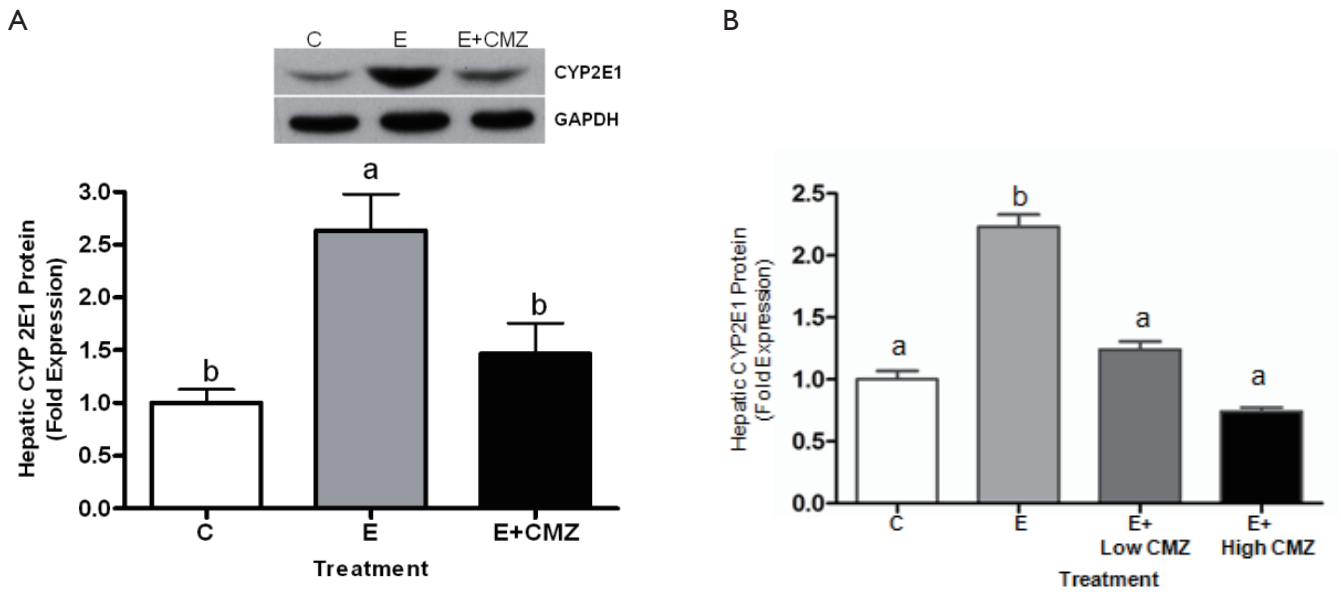 A
C E E+CMZ
CYP2E1
GAPDH
Hepatic CYP 2E1 Protein
(Fold Expression)
3.0
2.5
2.0
1.5
1.0
0.5
0.0
b
a
b
C E E+CMZ
Treatment
B
Hepatic CYP2E1 Protein
(Fold Expression)
2.5
2.0
1.5
1.0
0.5
0.0
a
b
a
a
C E E+ E+
Low CMZ High CMZ
Treatment